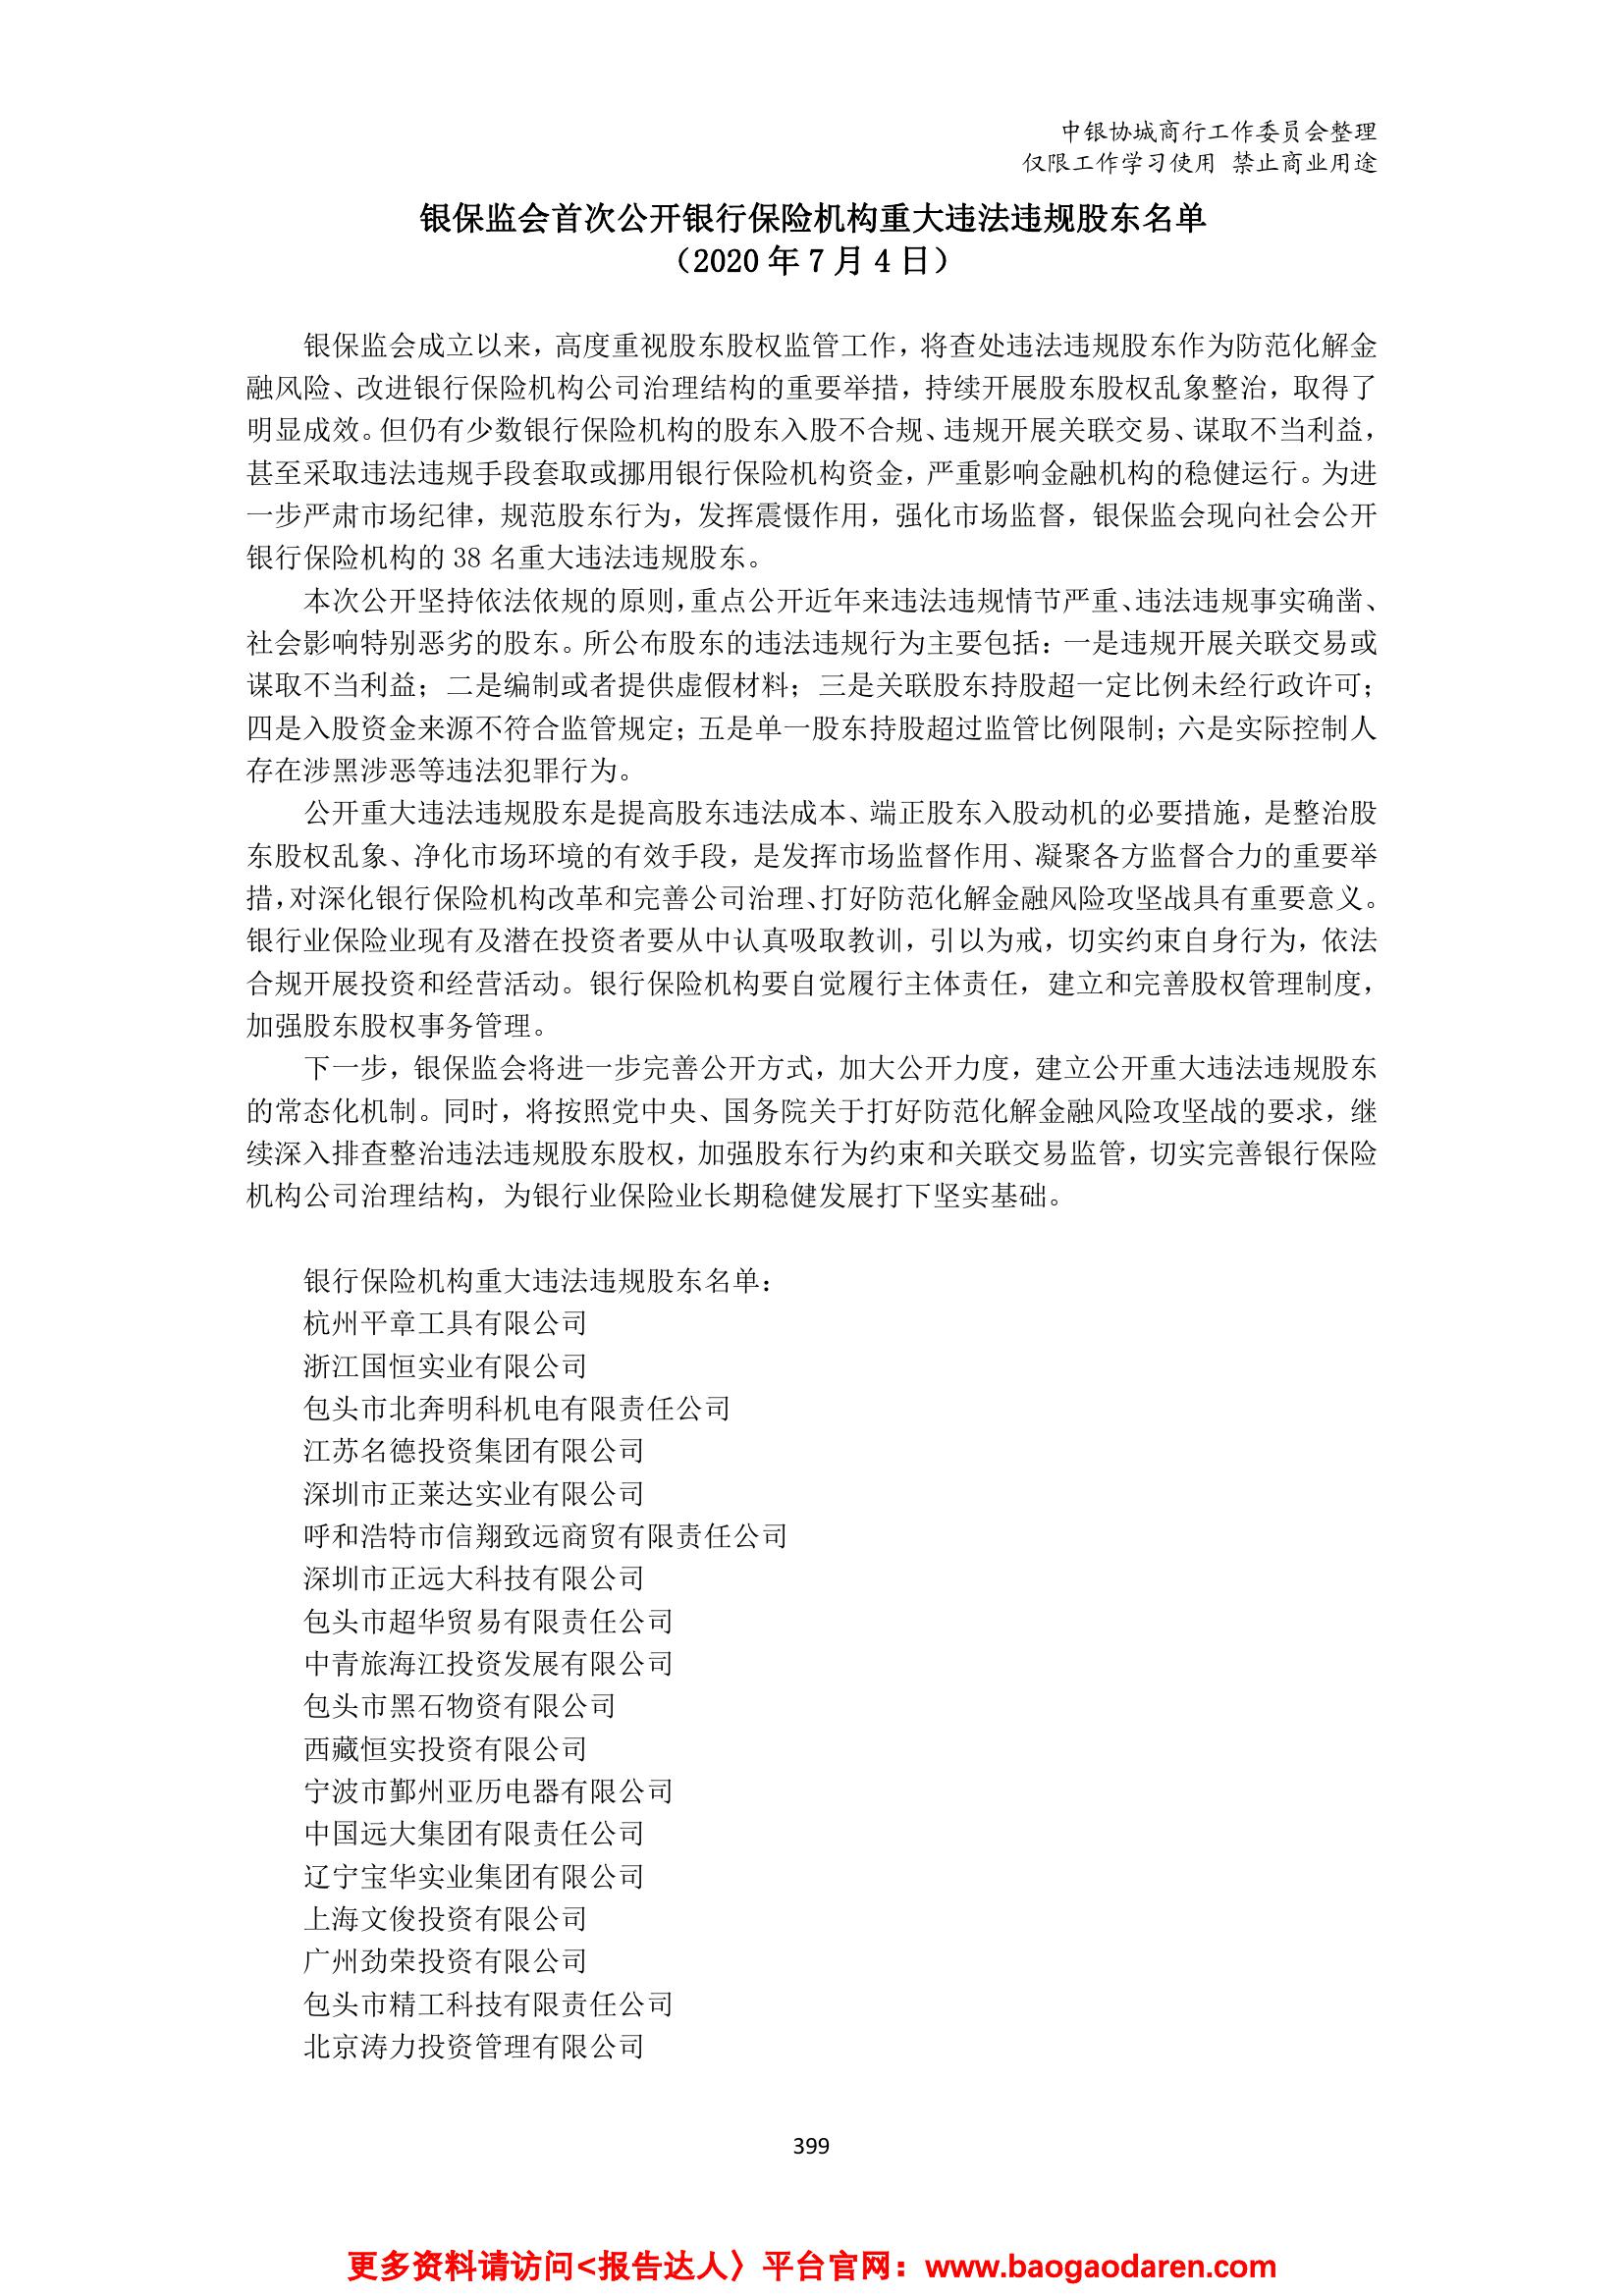 中银协城商行工作委员会整理
仅限工作学习使用 禁止商业用途
银保监会首次公开银行保险机构重大违法违规股东名单
（2020 年 7 月 4 日）
银保监会成立以来，高度重视股东股权监管工作，将查处违法违规股东作为防范化解金
融风险、改进银行保险机构公司治理结构的重要举措，持续开展股东股权乱象整治，取得了
明显成效。但仍有少数银行保险机构的股东入股不合规、违规开展关联交易、谋取不当利益，
甚至采取违法违规手段套取或挪用银行保险机构资金，严重影响金融机构的稳健运行。为进
一步严肃市场纪律，规范股东行为，发挥震慑作用，强化市场监督，银保监会现向社会公开
银行保险机构的 38 名重大违法违规股东。
本次公开坚持依法依规的原则，重点公开近年来违法违规情节严重、违法违规事实确凿、
社会影响特别恶劣的股东。所公布股东的违法违规行为主要包括：一是违规开展关联交易或
谋取不当利益；二是编制或者提供虚假材料；三是关联股东持股超一定比例未经行政许可；
四是入股资金来源不符合监管规定；五是单一股东持股超过监管比例限制；六是实际控制人
存在涉黑涉恶等违法犯罪行为。
公开重大违法违规股东是提高股东违法成本、端正股东入股动机的必要措施，是整治股
东股权乱象、净化市场环境的有效手段，是发挥市场监督作用、凝聚各方监督合力的重要举
措，对深化银行保险机构改革和完善公司治理、打好防范化解金融风险攻坚战具有重要意义。
银行业保险业现有及潜在投资者要从中认真吸取教训，引以为戒，切实约束自身行为，依法
合规开展投资和经营活动。银行保险机构要自觉履行主体责任，建立和完善股权管理制度，
加强股东股权事务管理。
下一步，银保监会将进一步完善公开方式，加大公开力度，建立公开重大违法违规股东
的常态化机制。同时，将按照党中央、国务院关于打好防范化解金融风险攻坚战的要求，继
续深入排查整治违法违规股东股权，加强股东行为约束和关联交易监管，切实完善银行保险
机构公司治理结构，为银行业保险业长期稳健发展打下坚实基础。
银行保险机构重大违法违规股东名单：
杭州平章工具有限公司
浙江国恒实业有限公司
包头市北奔明科机电有限责任公司
江苏名德投资集团有限公司
深圳市正莱达实业有限公司
呼和浩特市信翔致远商贸有限责任公司
深圳市正远大科技有限公司
包头市超华贸易有限责任公司
中青旅海江投资发展有限公司
包头市黑石物资有限公司
西藏恒实投资有限公司
宁波市鄞州亚历电器有限公司
中国远大集团有限责任公司
辽宁宝华实业集团有限公司
上海文俊投资有限公司
广州劲荣投资有限公司
包头市精工科技有限责任公司
北京涛力投资管理有限公司
399
更多资料请访问<报告达人〉平台官网：www.baogaodaren.com